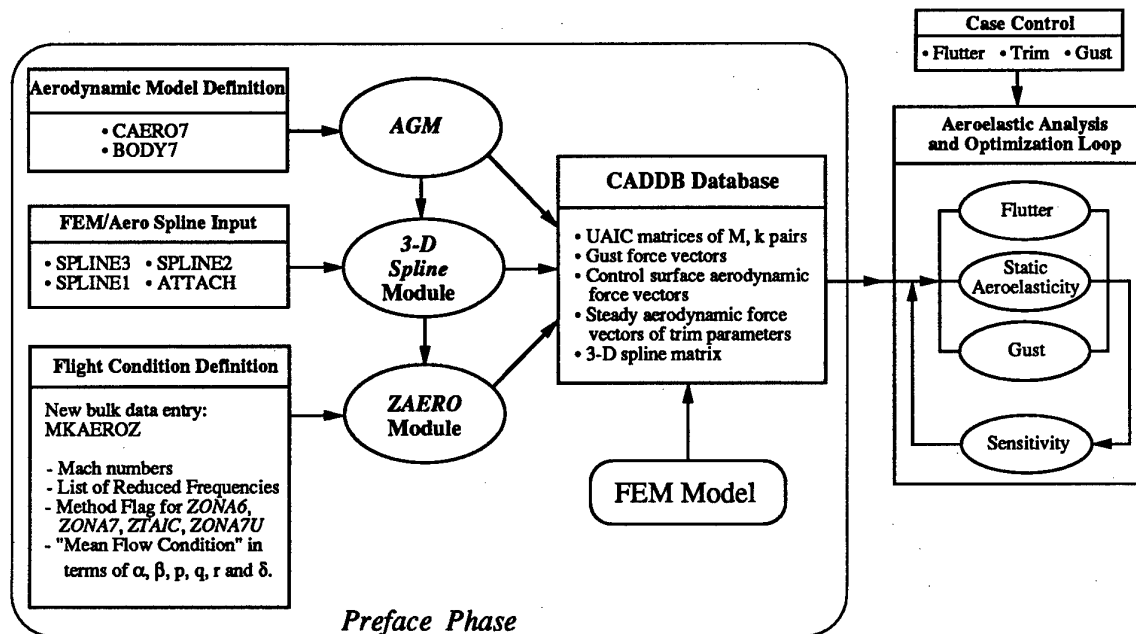 Case Control
• Flutter • Trim • Gust
Aerodynamic Model Definition
• CAERO7
• BODY7
AGM
FEM/Aero Spline Input
• SPLINE3 • SPLINE2
• SPLINE1 • ATTACH
3-D
Spline
Module
Flight Condition Definition
New bulk data entry:
MKAEROZ
- Mach numbers
- List of Reduced Frequencies
- Method Flag for ZONA6,
ZONA7, ZTAIC, ZONA7U
- "Mean Flow Condition" in
terms of α, β, p, q, r and δ.
ZAERO
Module
CADDB Database
• UAIC matrices of M, k pairs
• Gust force vectors
• Control surface aerodynamic
force vectors
• Steady aerodynamic force
vectors of trim parameters
• 3-D spline matrix
FEM Model
Preface Phase
Aeroelastic Analysis
and Optimization Loop
Flutter
Static
Aeroelasticity
Gust
Sensitivity